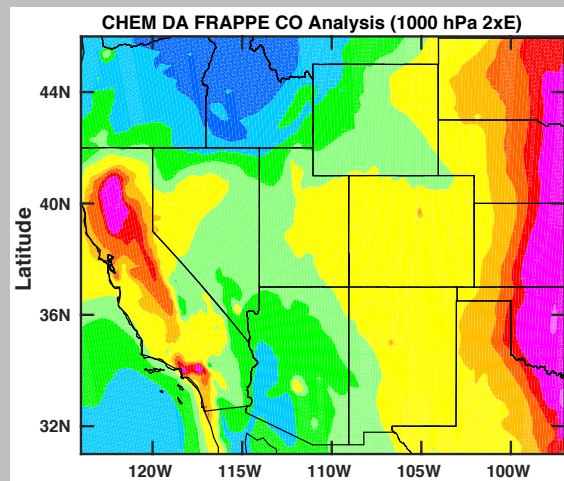 CHEM DA FRAPPE CO Analysis (1000 hPa 2xE)
44N
40N
Latitude
36N
32N
120W 115W 110W 105W 100W